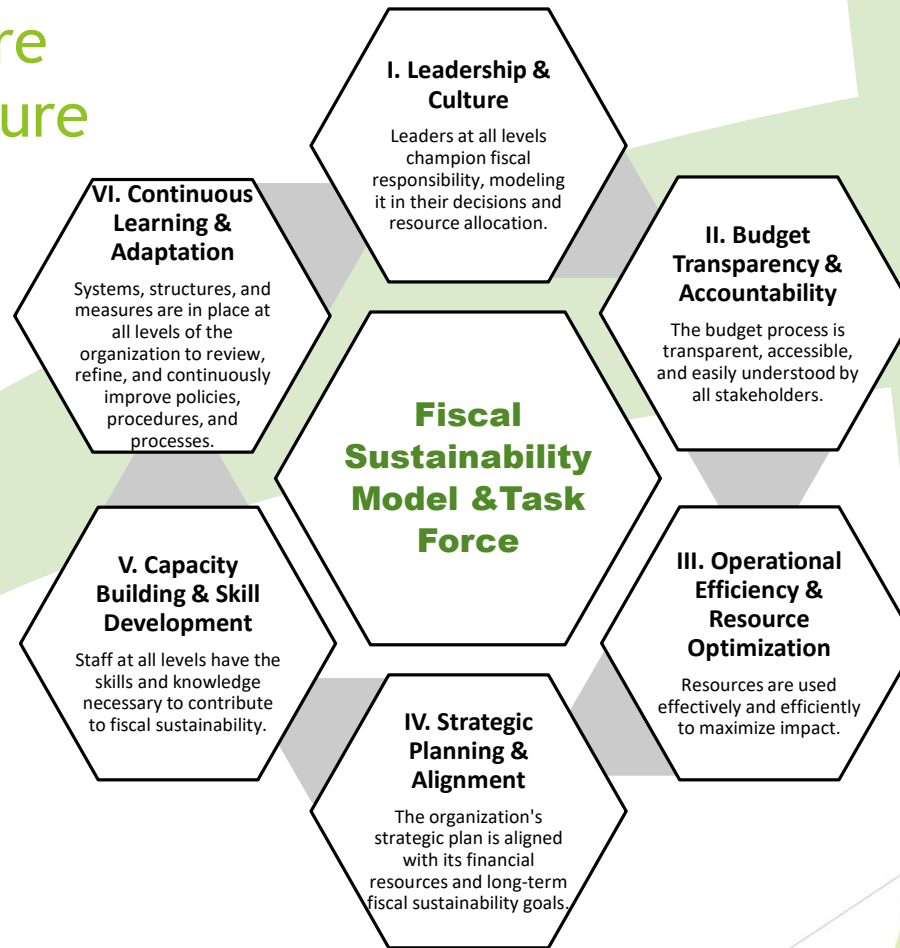 re
ure
I. Leadership &
Culture
Leaders at all levels
champion fiscal
responsibility, modeling
it in their decisions and
resource allocation.
II. Budget
Transparency &
Accountability
The budget process is
transparent, accessible,
and easily understood by
all stakeholders.
III. Operational
Efficiency &
Resource
Optimization
Resources are used
effectively and efficiently
to maximize impact.
IV. Strategic
Planning &
Alignment
The organization's
strategic plan is aligned
with its financial
resources and long-term
fiscal sustainability goals.
V. Capacity
Building & Skill
Development
Staff at all levels have the
skills and knowledge
necessary to contribute
to fiscal sustainability.
VI. Continuous
Learning &
Adaptation
Systems, structures, and
measures are in place at
all levels of the
organization to review,
refine, and continuously
improve policies,
procedures, and
processes.
Fiscal
Sustainability
Model &Task
Force